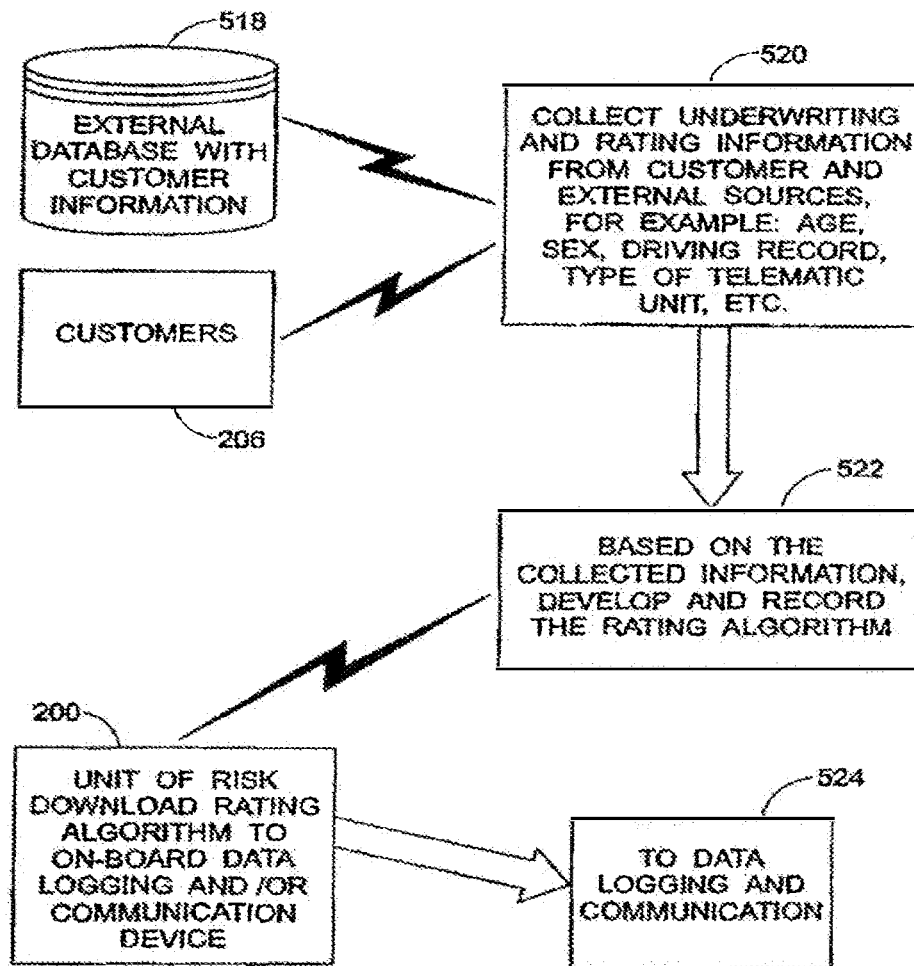 518
EXTERNAL
DATABASE WITH
CUSTOMER
INFORMATION
520
COLLECT UNDERWRITING
AND RATING INFORMATION
FROM CUSTOMER AND
EXTERNAL SOURCES,
FOR EXAMPLE: AGE,
SEX, DRIVING RECORD,
TYPE OF TELEMATIC
UNIT, ETC.
CUSTOMERS
206
522
BASED ON THE
COLLECTED INFORMATION,
DEVELOP AND RECORD
THE RATING ALGORITHM
200
UNIT OF RISK
DOWNLOAD RATING
ALGORITHM TO
ON-BOARD DATA
LOGGING AND /OR
COMMUNICATION
DEVICE
524
TO DATA
LOGGING AND
COMMUNICATION